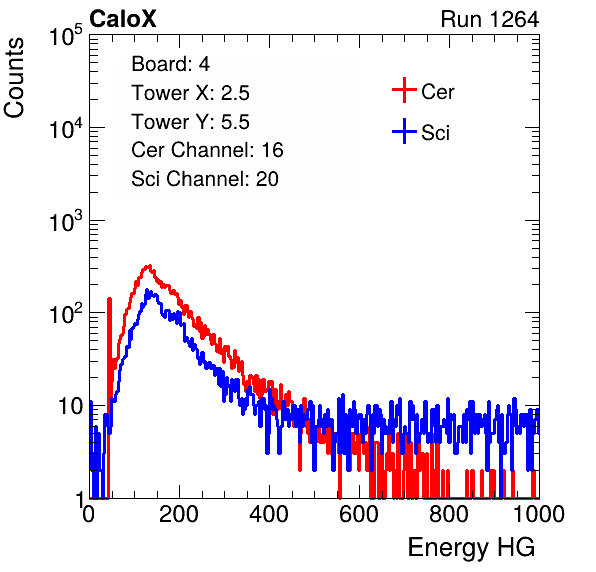 CaloX Run 1264
Counts
10^5
10^4
10^3
10^2
10
1
Board: 4
Tower X: 2.5
Tower Y: 5.5
Cer Channel: 16
Sci Channel: 20
Cer
Sci
0 200 400 600 800 1000
Energy HG